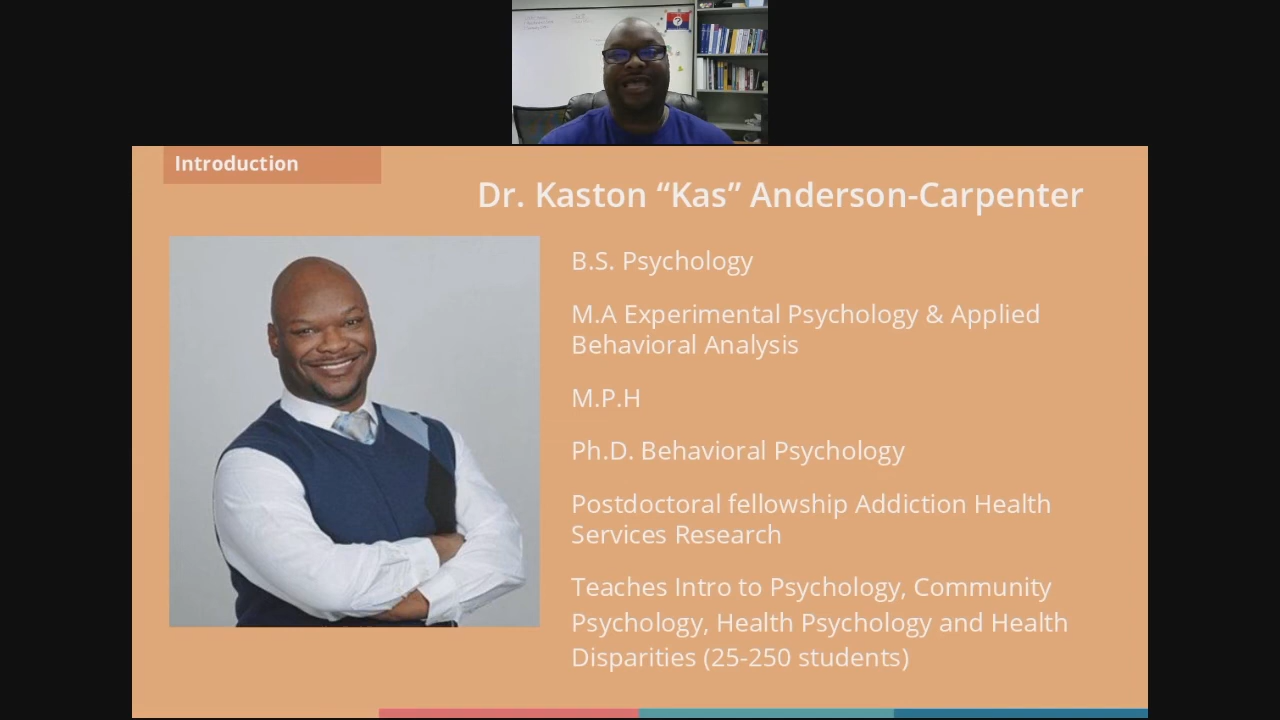 Introduction
Dr. Kaston “Kas” Anderson-Carpenter
B.S. Psychology
M.A Experimental Psychology & Applied
Behavioral Analysis
M.P.H
Ph.D. Behavioral Psychology
Postdoctoral fellowship Addiction Health
Services Research
Teaches Intro to Psychology, Community
Psychology, Health Psychology and Health
Disparities (25-250 students)